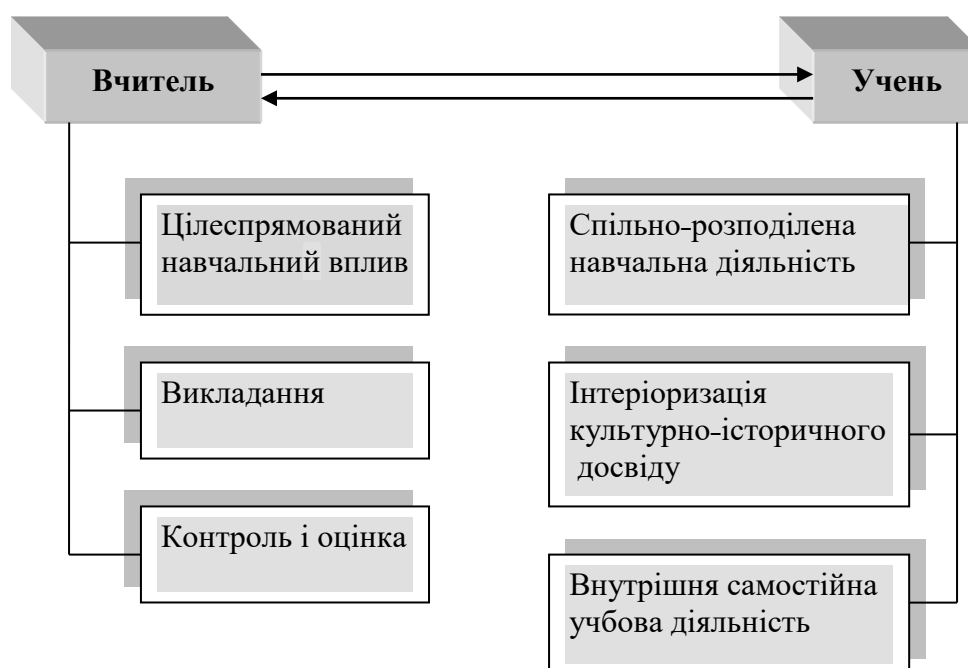 Вчитель
Учень
Цілеспрямований
навчальний вплив
Викладання
Контроль і оцінка
Спільно-розподілена
навчальна діяльність
Інтеріоризація
культурно-історичного
досвіду
Внутрішня самостійна
учбова діяльність